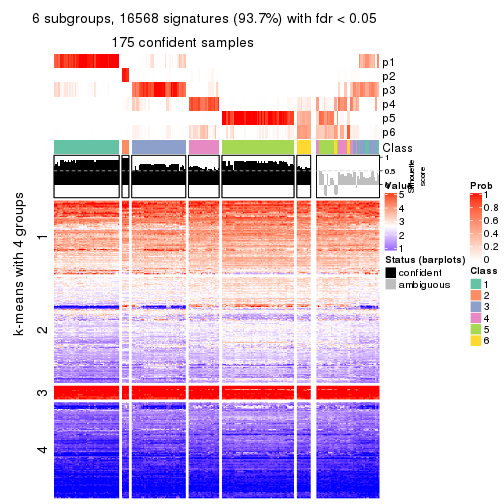 6 subgroups, 16568 signatures (93.7%) with fdr < 0.05
175 confident samples
p1
p2
p3
p4
p5
p6
Class
1
0.5
0
Silhouette
score
k-means with 4 groups
1
2
3
4
Value
5
4
3
2
1
Status (barplots)
confident
ambiguous
Prob
1
0.8
0.6
0.4
0.2
0
Class
1
2
3
4
5
6